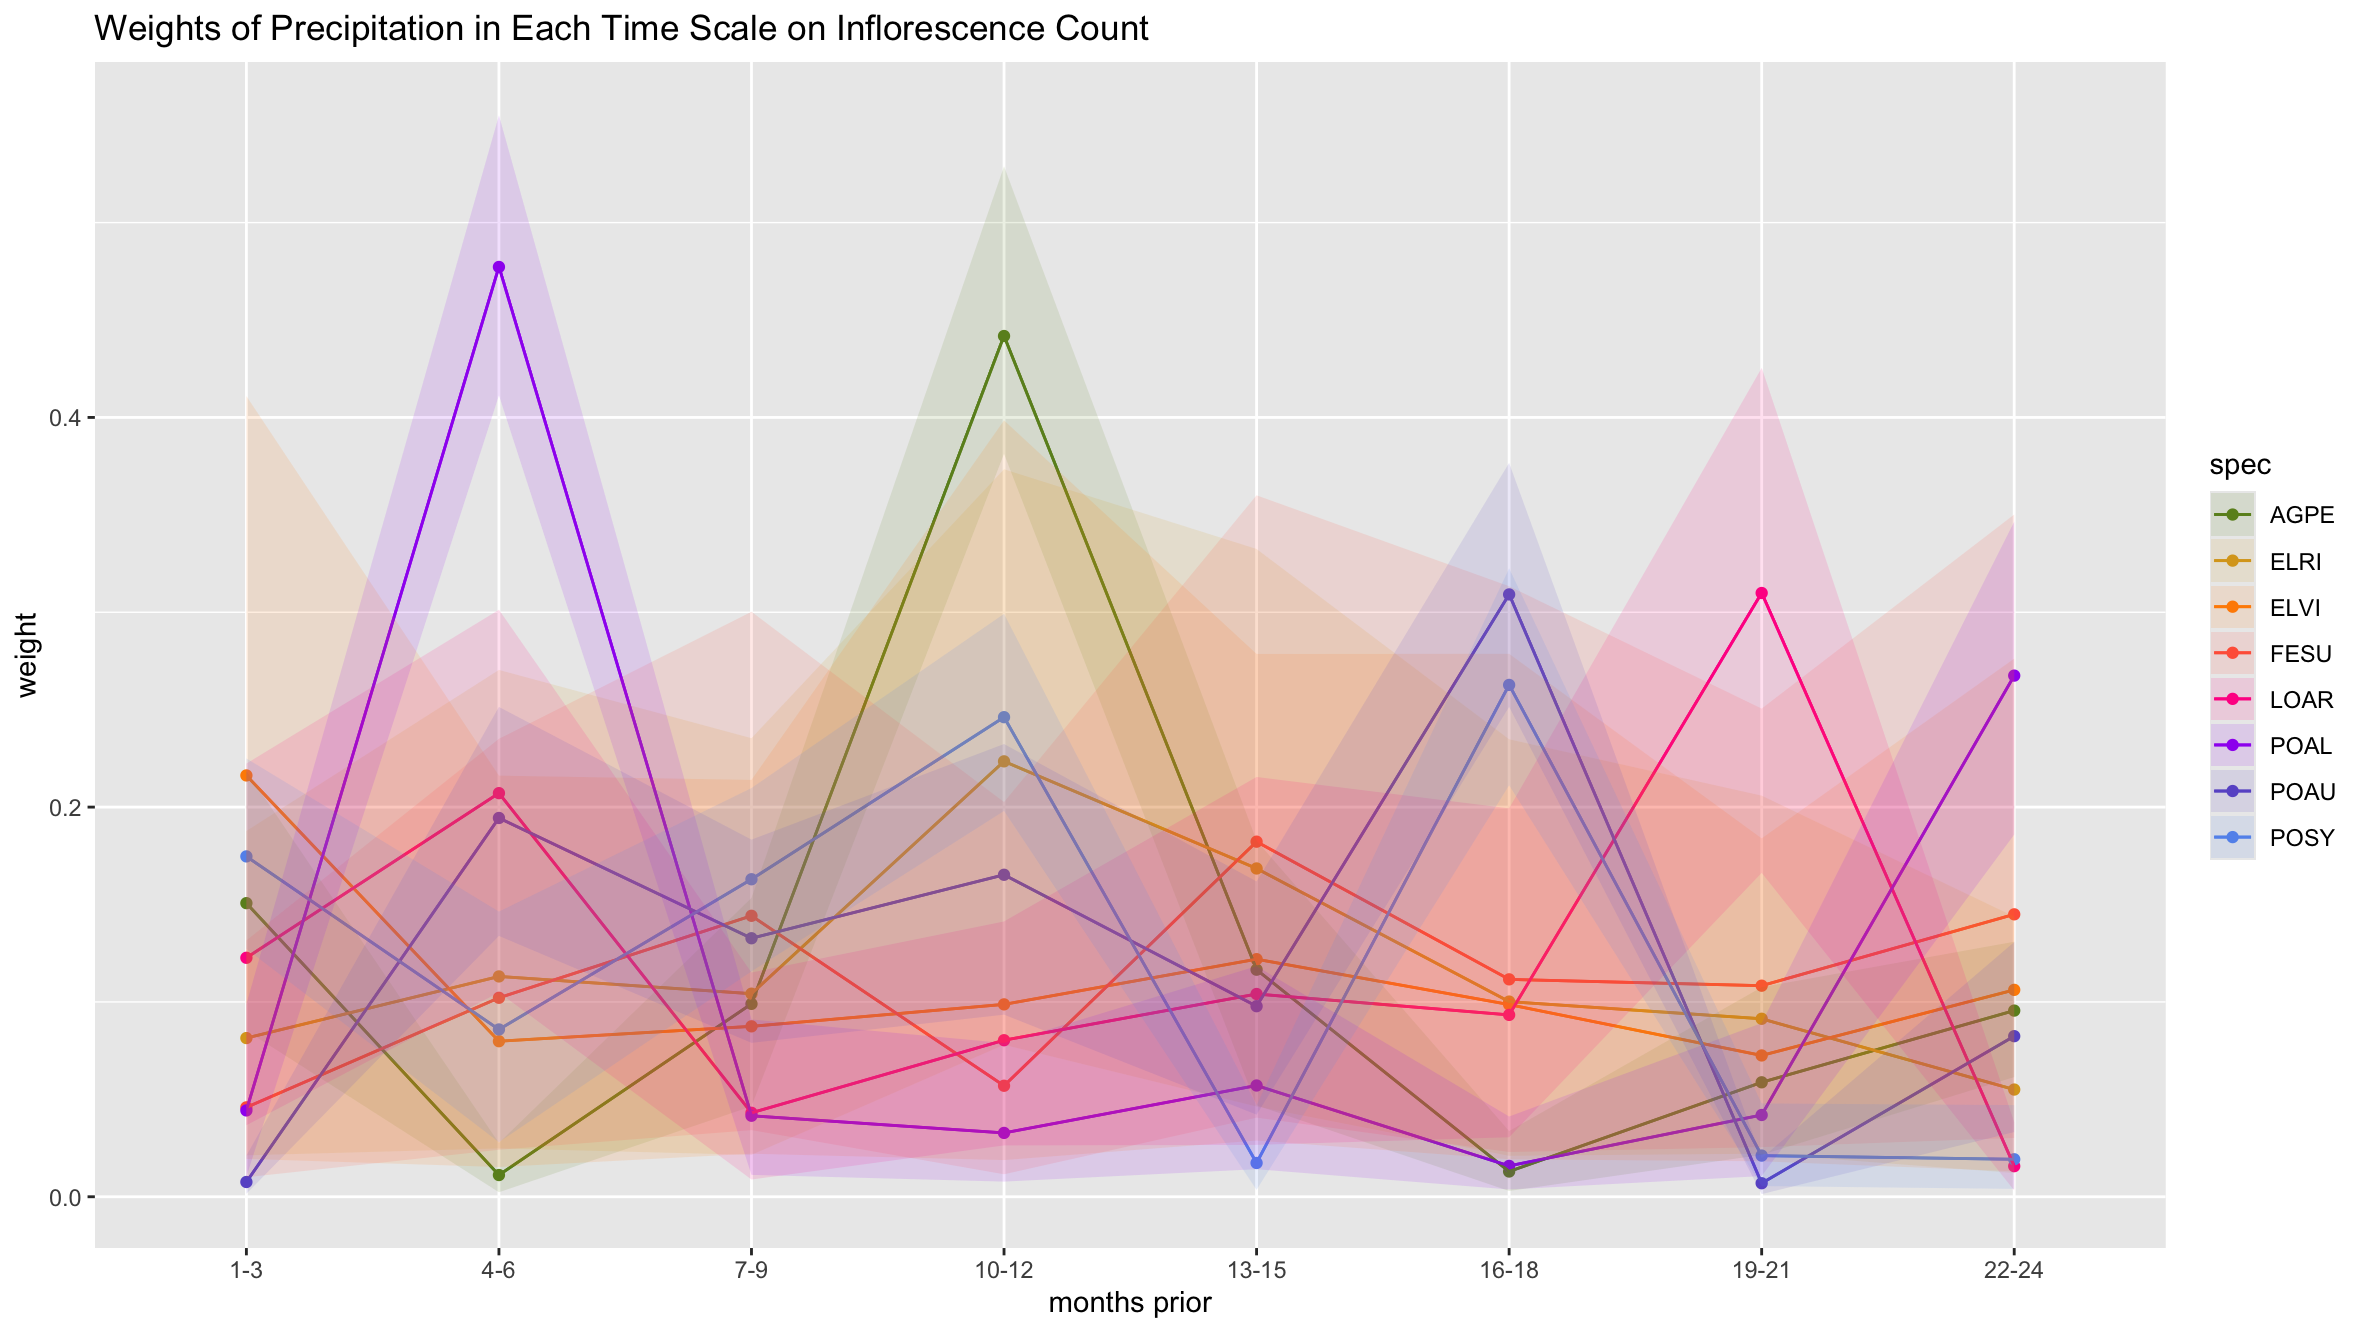 Weights of Precipitation in Each Time Scale on Inflorescence Count
weight
0.4
0.2
0.0
1-3 4-6 7-9 10-12 13-15 16-18 19-21 22-24
months prior
spec
AGPE
ELRI
ELVI
FESU
LOAR
POAL
POAU
POSY